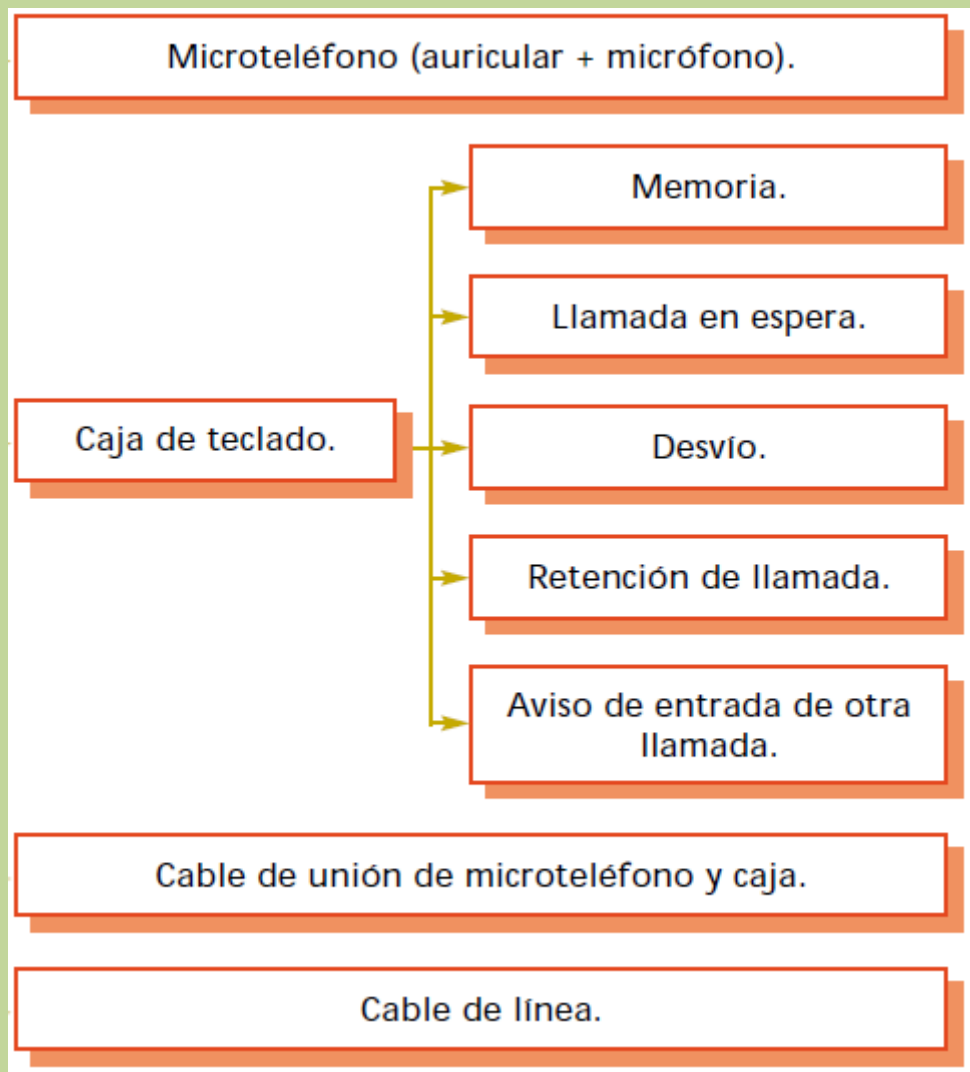 Microteléfono (auricular + micrófono).
Memoria.
Llamada en espera.
Caja de teclado.
Desvío.
Retención de llamada.
Aviso de entrada de otra
llamada.
Cable de unión de microteléfono y caja.
Cable de línea.